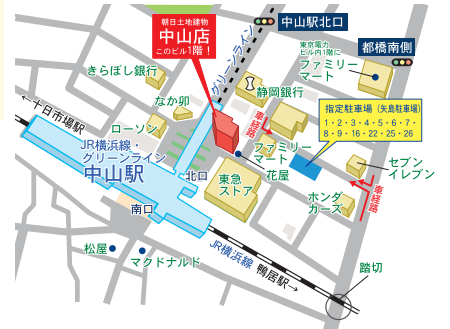 朝日土地建物
中山店
このビル1階！
グリーンライン
中山駅北口
東京電力
ビル内1階に
ファミリー
マート
都橋南側
きらぼし銀行
静岡銀行
なか卯
指定駐車場（矢島駐車場）
1・2・3・4・5・6・7・
8・9・16・22・25・26
←十日市場駅
ローソン
車経路
ファミリー
マート
JR横浜線・
グリーンライン
中山駅
北口
花屋
セブン
イレブン
東急
ストア
ホンダ
カーズ
車経路
南口
松屋
マクドナルド
JR横浜線 鴨居駅→
踏切